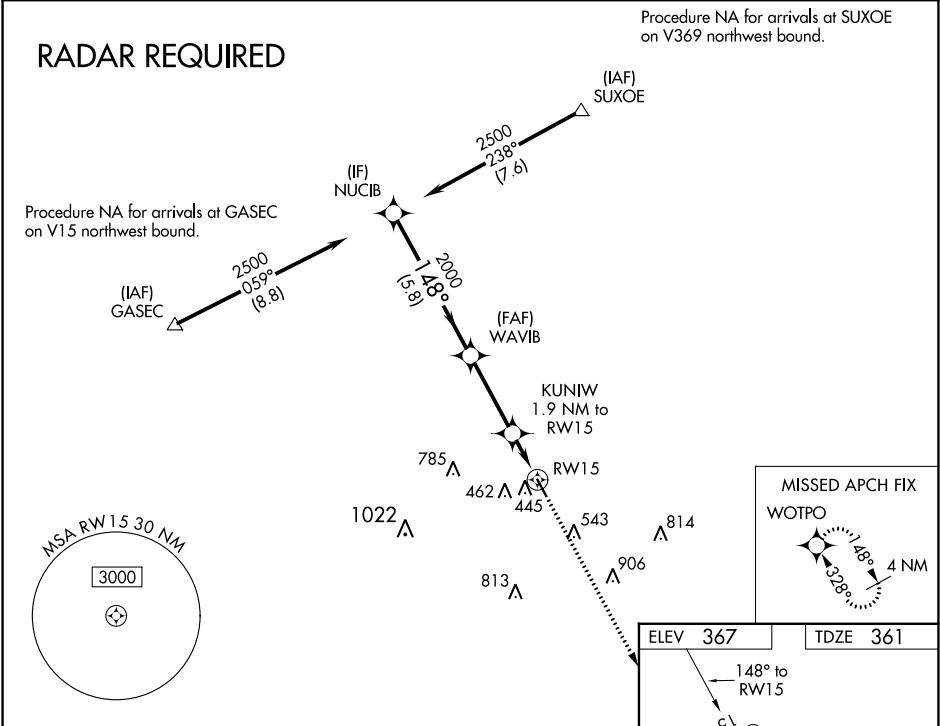 Procedure NA for arrivals at SUXOE
on V369 northwest bound.
RADAR REQUIRED
(IAF)
SUXOE
2500
238°
(7.6)
(IF)
NUCIB
Procedure NA for arrivals at GASEC
on V15 northwest bound.
2500
059°
(8.8)
(IAF)
GASEC
2000
148°
(5.8)
(FAF)
WAVIB
KUNIW
1.9 NM to
RW15
RW15
785
462
445
1022
543
814
906
813
MISSED APCH FIX
WOTPO
148°
328°
4 NM
MSA RW15 30 NM
3000
ELEV 367
TDZE 361
148° to
RW15
15